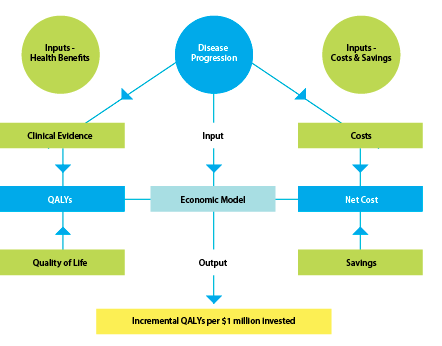 Inputs -
Health Benefits
Disease
Progression
Inputs -
Costs & Savings
Clinical Evidence
Input
Costs
QALYs
Economic Model
Net Cost
Quality of Life
Output
Savings
Incremental QALYs per $1 million invested